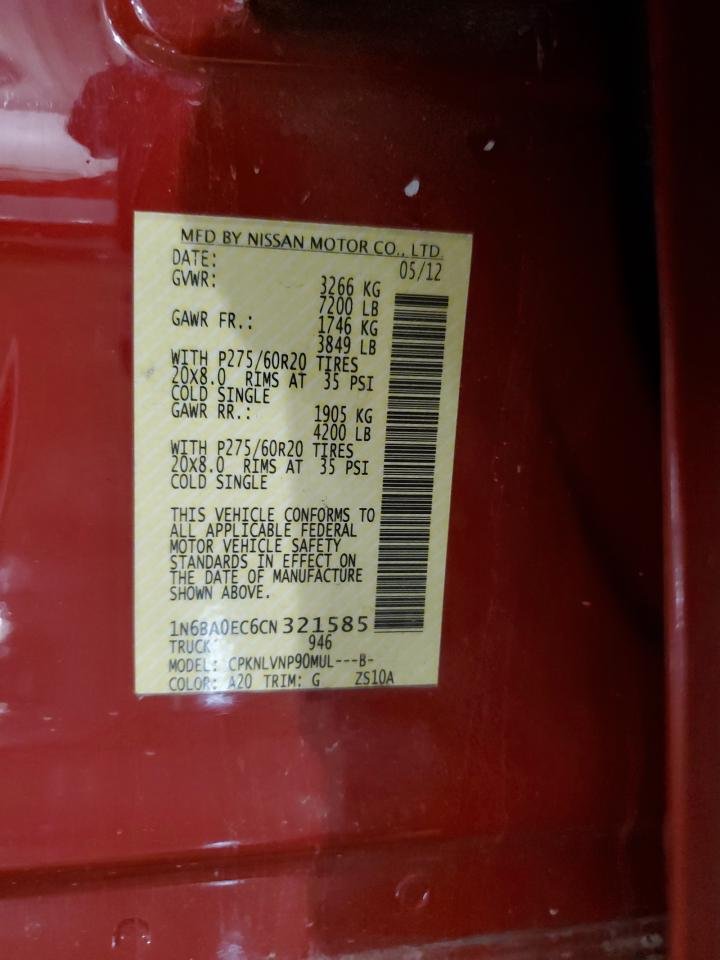 MFD BY NISSAN MOTOR CO., LTD.
DATE: 05/12
GVWR: 3266 KG
7200 LB
GAWR FR.: 1746 KG
3849 LB
WITH P275/60R20 TIRES
20X8.0 RIMS AT 35 PSI
COLD SINGLE
GAWR RR.: 1905 KG
4200 LB
WITH P275/60R20 TIRES
20X8.0 RIMS AT 35 PSI
COLD SINGLE
THIS VEHICLE CONFORMS TO
ALL APPLICABLE FEDERAL
MOTOR VEHICLE SAFETY
STANDARDS IN EFFECT ON
THE DATE OF MANUFACTURE
SHOWN ABOVE.
1N6BA0EC6CN321585
TRUCK 946
MODEL: CPKNLVNP90MUL---B-
COLOR: A20 TRIM: G ZS10A